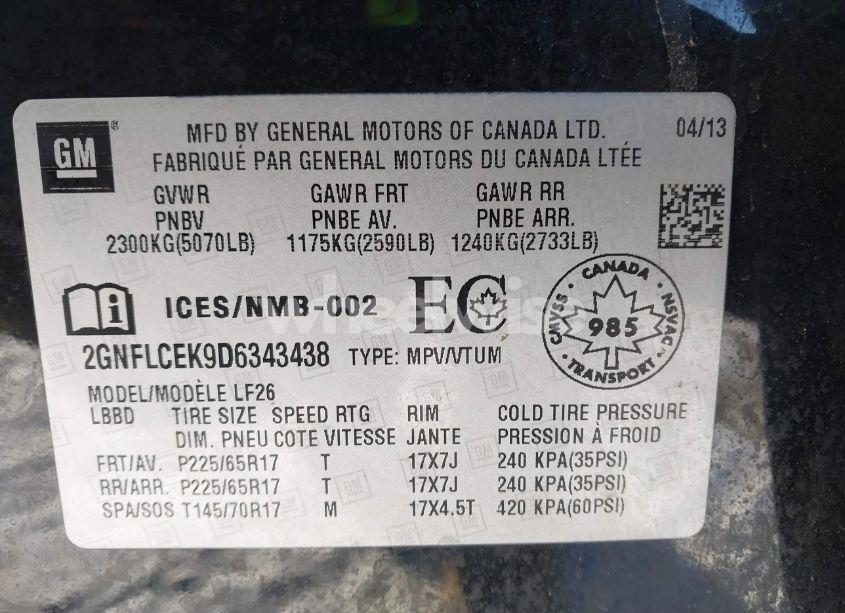 GM ® MFD BY GENERAL MOTORS OF CANADA LTD. 04/13
FABRIQUÉ PAR GENERAL MOTORS DU CANADA LTÉE
GVWR GAWR FRT GAWR RR
PNBV PNBE AV. PNBE ARR.
2300KG(5070LB) 1175KG(2590LB) 1240KG(2733LB)
ICES/NMB-002 EC
CANADA
CMVSS 985 NSVAC
TRANSPORT
2GNFLCEK9D6343438 TYPE: MPV/VTUM
MODEL/MODÈLE LF26
LBBD TIRE SIZE SPEED RTG RIM COLD TIRE PRESSURE
DIM. PNEU COTE VITESSE JANTE PRESSION À FROID
FRT/AV. P225/65R17 T 17X7J 240 KPA(35PSI)
RR/ARR. P225/65R17 T 17X7J 240 KPA(35PSI)
SPA/SOS T145/70R17 M 17X4.5T 420 KPA(60PSI)